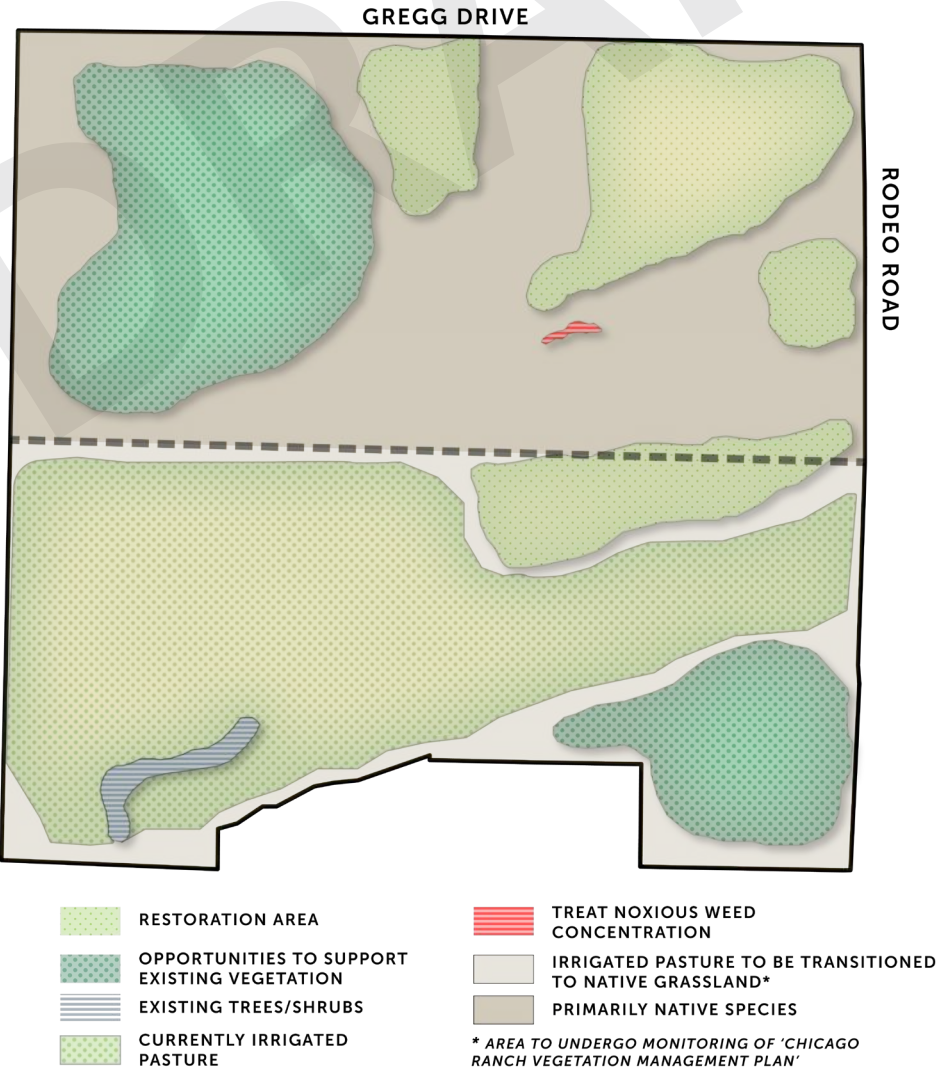 GREGG DRIVE
RODEO ROAD
RESTORATION AREA
OPPORTUNITIES TO SUPPORT
EXISTING VEGETATION
EXISTING TREES/SHRUBS
CURRENTLY IRRIGATED
PASTURE
TREAT NOXIOUS WEED
CONCENTRATION
IRRIGATED PASTURE TO BE TRANSITIONED
TO NATIVE GRASSLAND*
PRIMARILY NATIVE SPECIES
* AREA TO UNDERGO MONITORING OF ‘CHICAGO
RANCH VEGETATION MANAGEMENT PLAN’